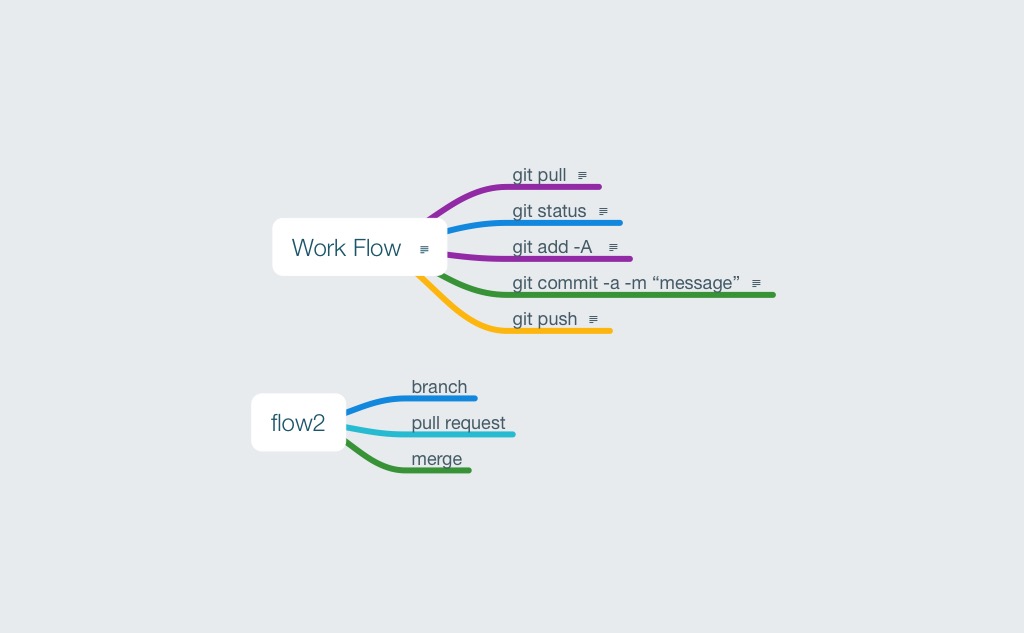 git pull
git status
Work Flow
git add -A
git commit -a -m “message”
git push
branch
flow2
pull request
merge